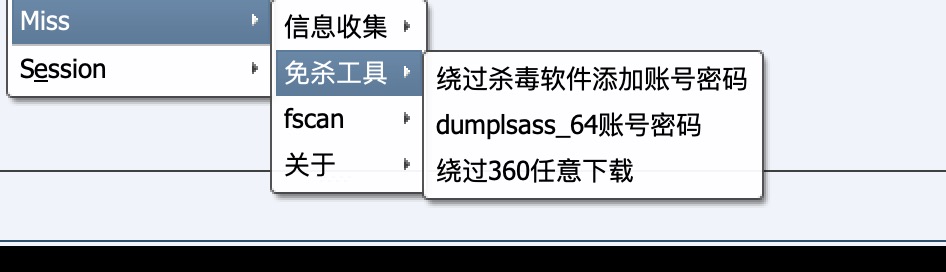 Miss
Session
信息收集
免杀工具
fscan
关于
绕过杀毒软件添加账号密码
dumplsass_64账号密码
绕过360任意下载